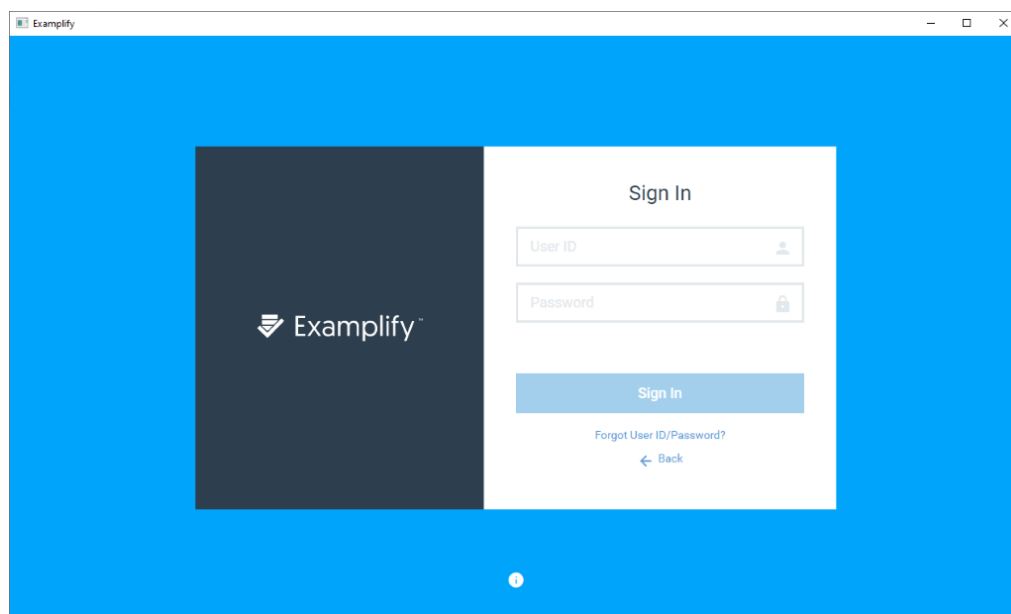 Examplify
Sign In
User ID
Password
Examplify™
Sign In
Forgot User ID/Password?
Back